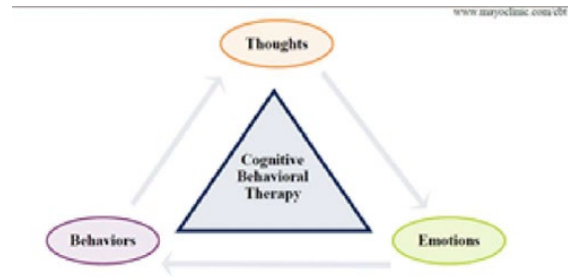 www.mayoclinic.com/cbt
Thoughts
Cognitive
Behavioral
Therapy
Behaviors
Emotions